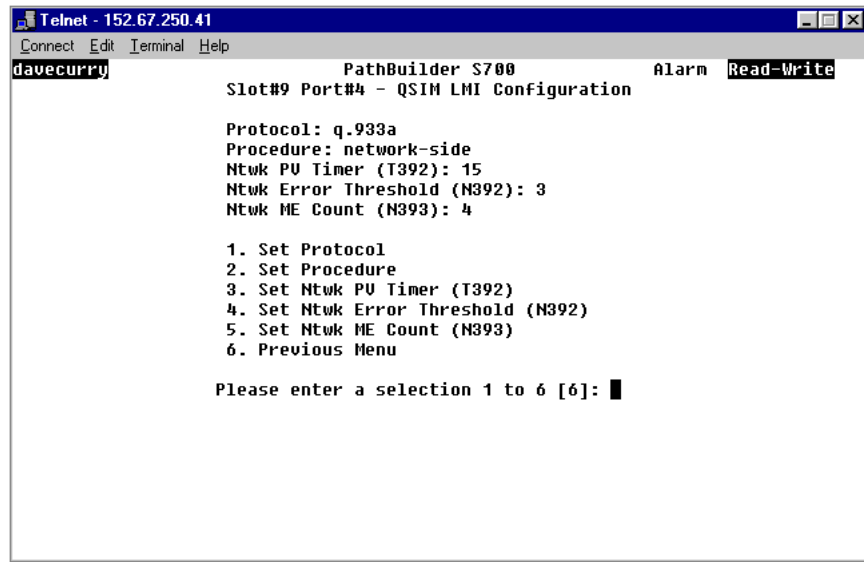 Telnet - 152.67.250.41
Connect Edit Terminal Help
davecurry PathBuilder S700 Alarm Read-Write
Slot#9 Port#4 - QSIM LMI Configuration
Protocol: q.933a
Procedure: network-side
Ntwk PV Timer (T392): 15
Ntwk Error Threshold (N392): 3
Ntwk ME Count (N393): 4
1. Set Protocol
2. Set Procedure
3. Set Ntwk PV Timer (T392)
4. Set Ntwk Error Threshold (N392)
5. Set Ntwk ME Count (N393)
6. Previous Menu
Please enter a selection 1 to 6 [6]: